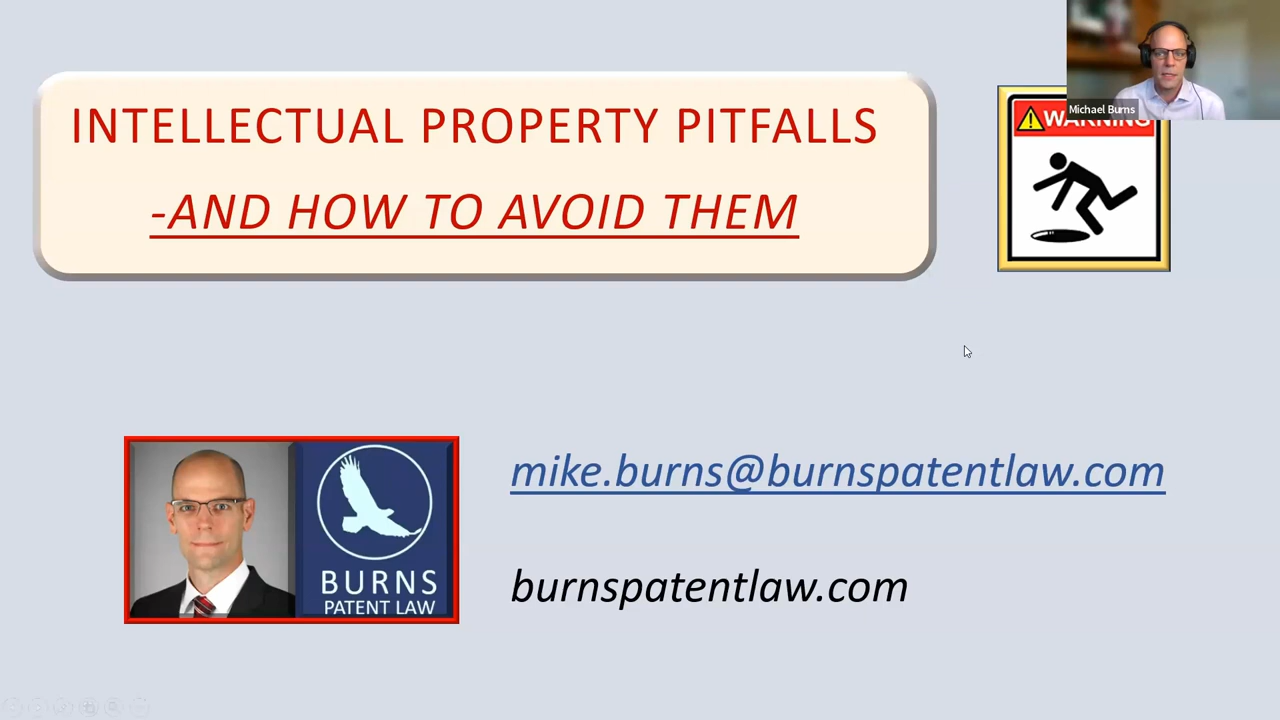 INTELLECTUAL PROPERTY PITFALLS
-AND HOW TO AVOID THEM
Michael Burns
WARNING
mike.burns@burnspatentlaw.com
BURNS
PATENT LAW
burnspatentlaw.com